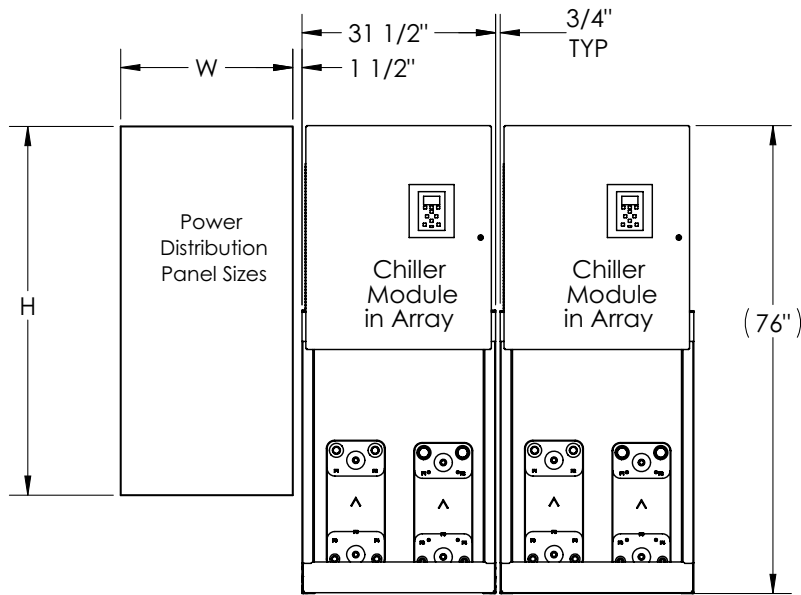 31 1/2"
3/4"
TYP
W
1 1/2"
H
Power
Distribution
Panel Sizes
Chiller
Module
in Array
Chiller
Module
in Array
(76")